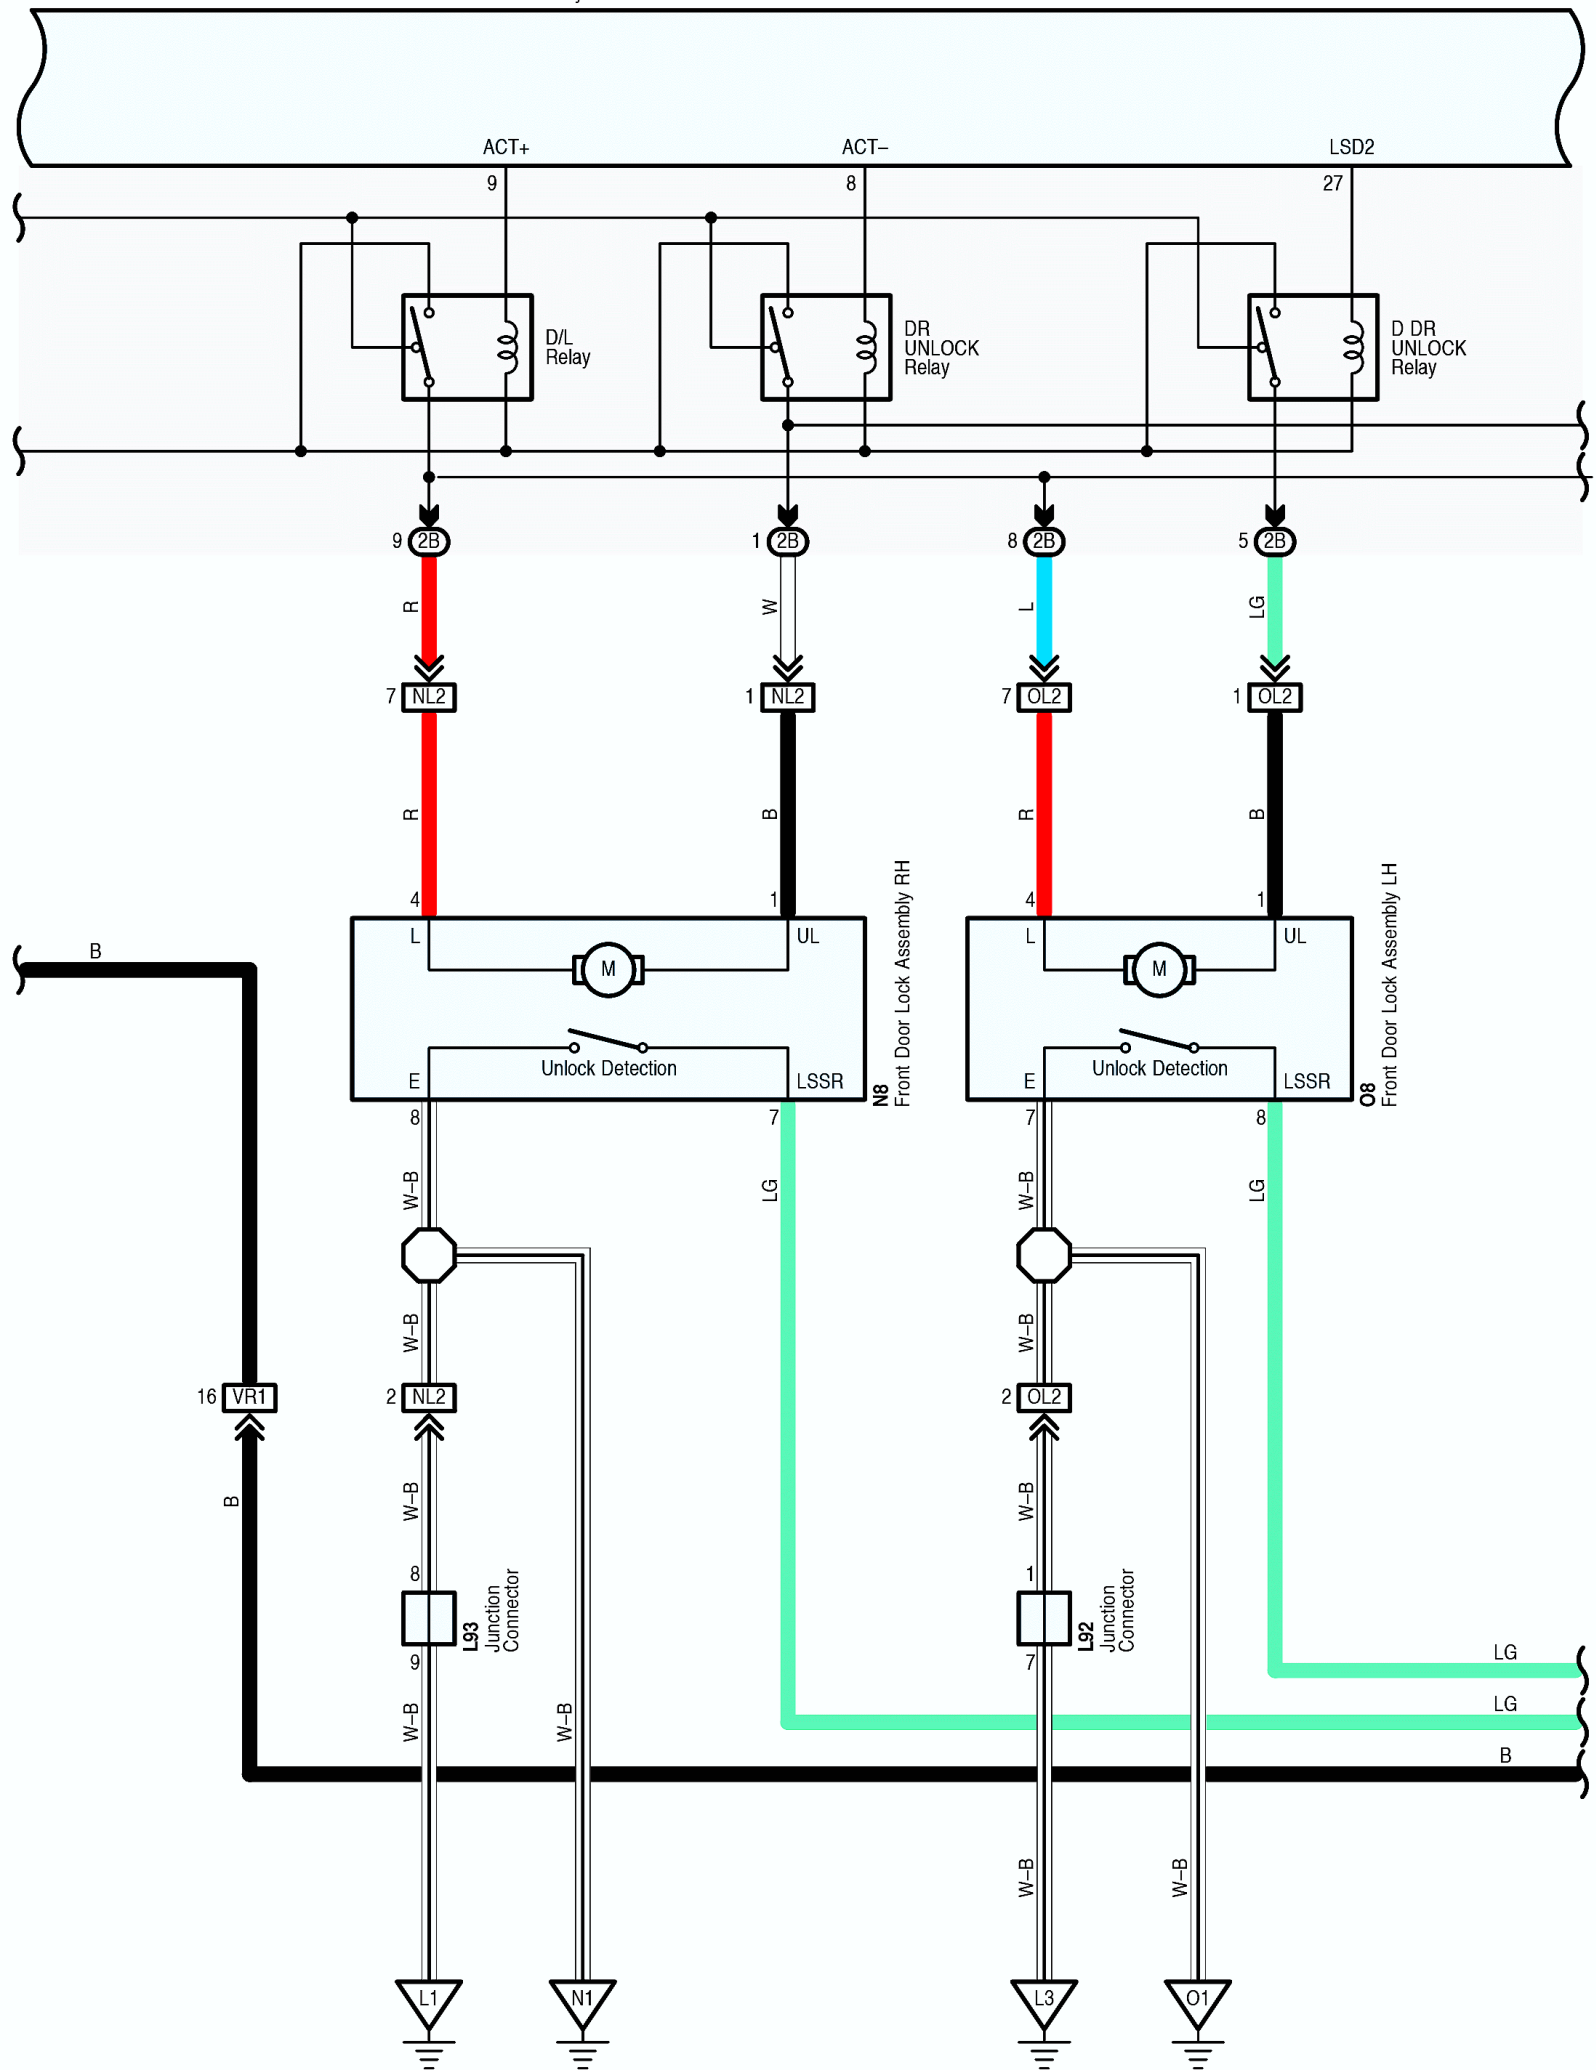 ACT+
ACT–
LSD2
9
8
27
D/L
Relay
DR
UNLOCK
Relay
D DR
UNLOCK
Relay
9 2B
1 2B
8 2B
5 2B
R
W
L
LG
7 NL2
1 NL2
7 OL2
1 OL2
R
B
R
B
4
1
4
1
L
UL
L
UL
M
M
Unlock Detection
Unlock Detection
E
LSSR
E
LSSR
N8
Front Door Lock Assembly RH
O8
Front Door Lock Assembly LH
B
8
7
7
8
W–B
LG
W–B
LG
W–B
W–B
16 VR1
2 NL2
2 OL2
B
W–B
W–B
8
1
L93
Junction
Connector
L92
Junction
Connector
9
7
LG
LG
B
W–B
W–B
W–B
W–B
L1
N1
L3
O1